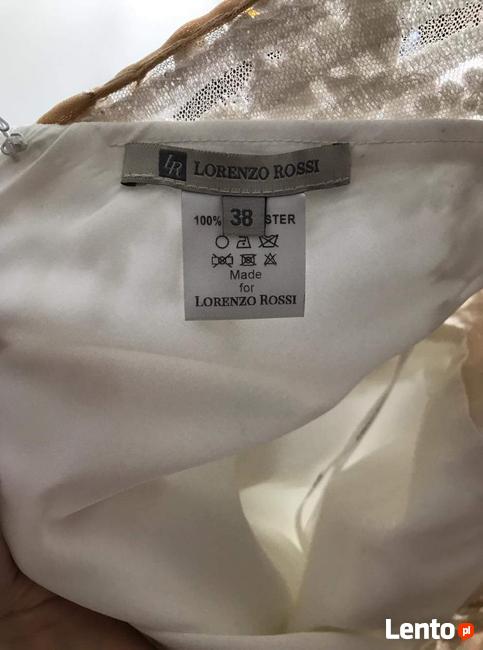 LR LORENZO ROSSI
100% 38 STER
Made
for
LORENZO ROSSI
Lento pl